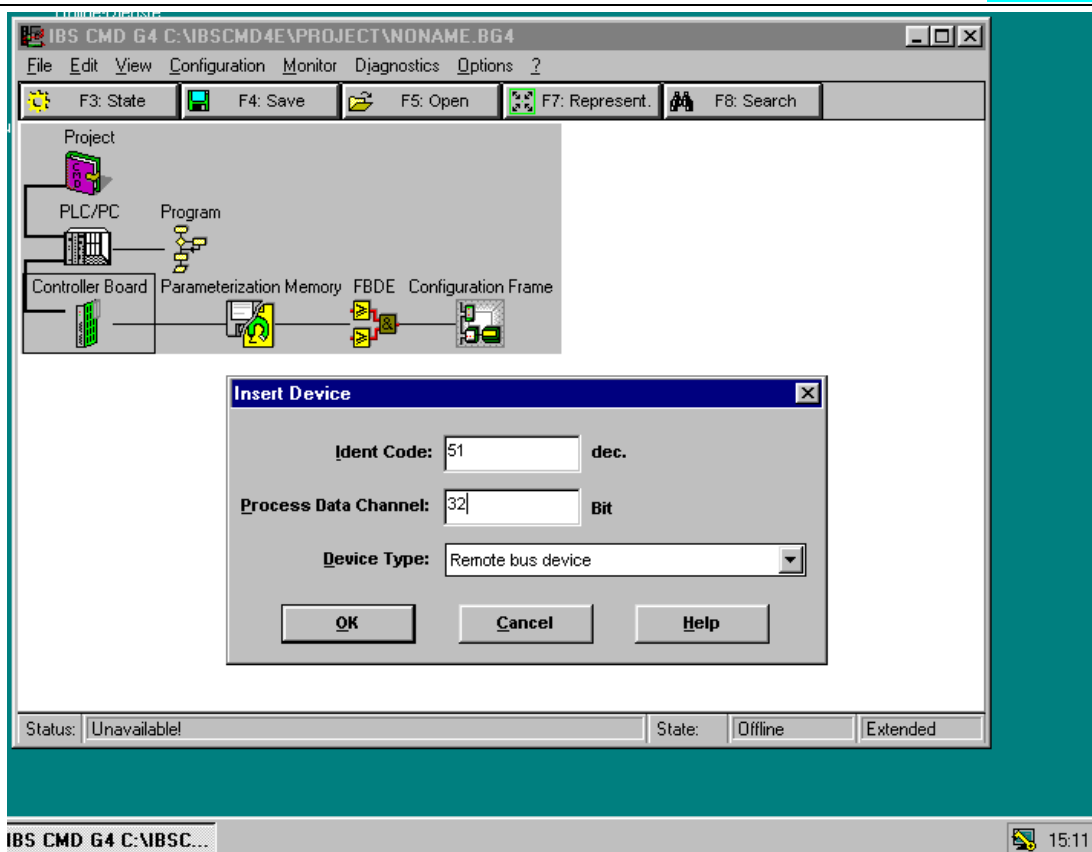 Online-Dienste
IBS CMD G4 C:\IBSCMD4E\PROJECT\NONAME.BG4
File Edit View Configuration Monitor Diagnostics Options ?
F3: State F4: Save F5: Open F7: Represent. F8: Search
Project
CMD
PLC/PC Program
Controller Board Parameterization Memory FBDE Configuration Frame
Insert Device
Ident Code: 51 dec.
Process Data Channel: 32 Bit
Device Type: Remote bus device
OK Cancel Help
Status: Unavailable! State: Offline Extended
IBS CMD G4 C:\IBSC... 15:11